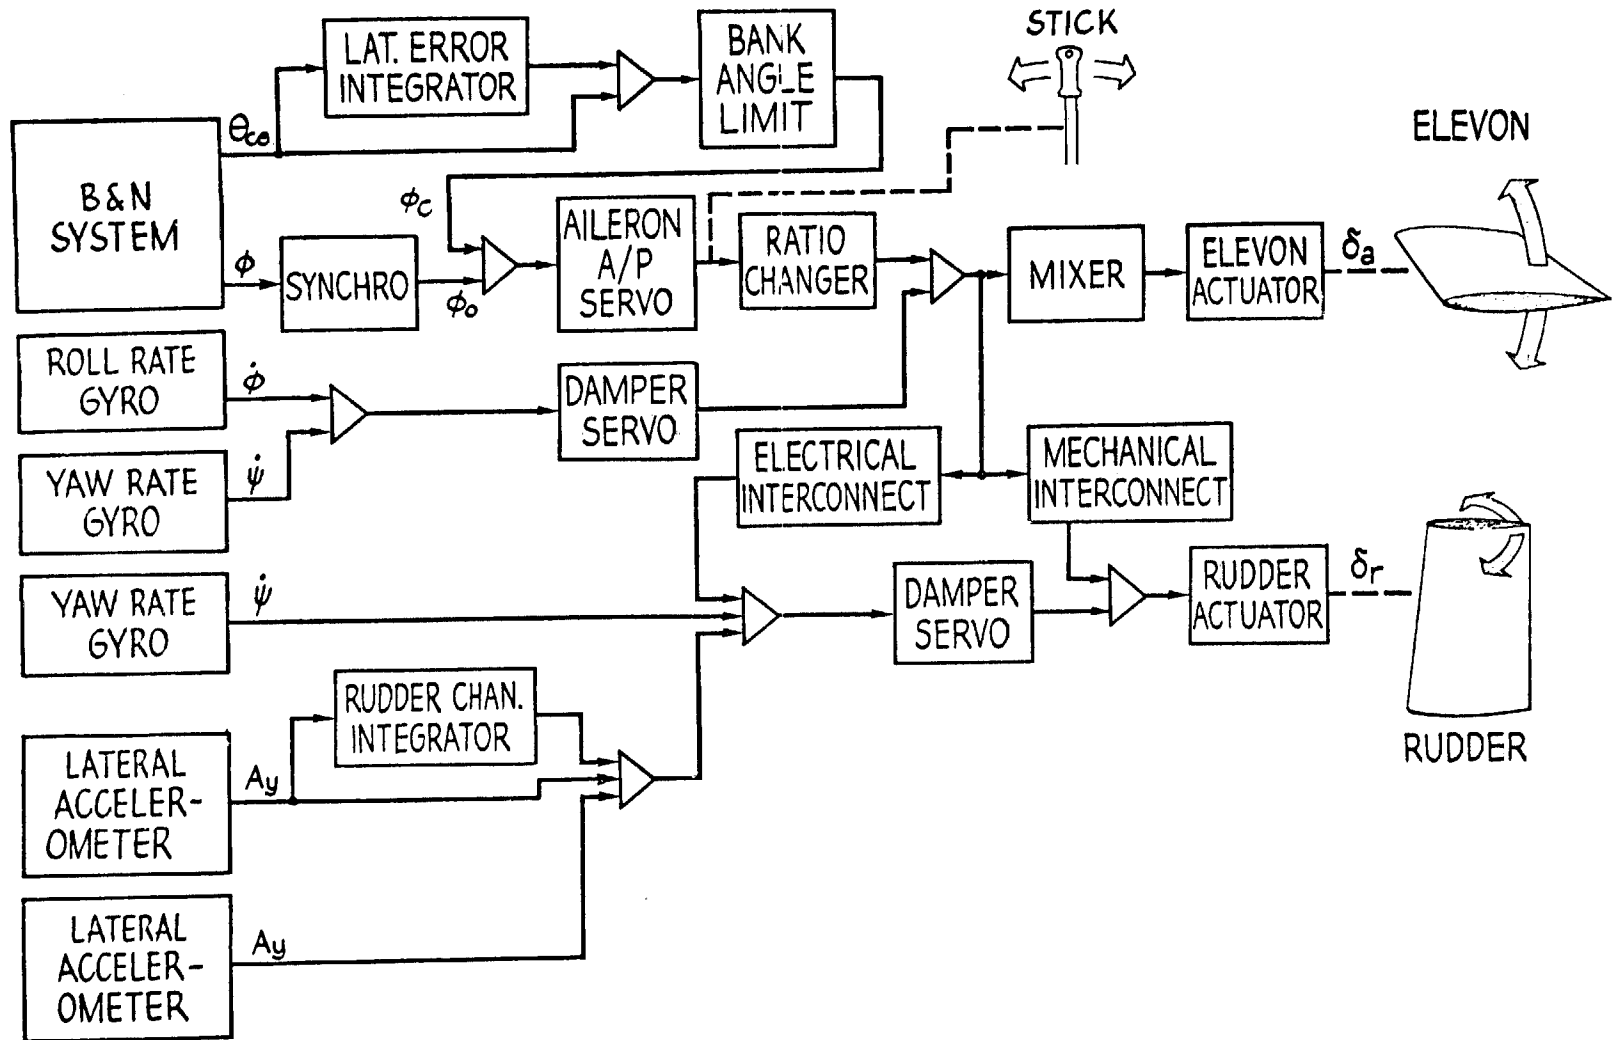 STICK
LAT. ERROR
INTEGRATOR
BANK
ANGLE
LIMIT
ELEVON
θco
B&N
SYSTEM
ϕc
AILERON
A/P
SERVO
RATIO
CHANGER
MIXER
ELEVON
ACTUATOR
δa
ϕ
SYNCHRO
ϕo
ROLL RATE
GYRO
ϕ̇
DAMPER
SERVO
YAW RATE
GYRO
ψ̇
ELECTRICAL
INTERCONNECT
MECHANICAL
INTERCONNECT
YAW RATE
GYRO
ψ̇
DAMPER
SERVO
RUDDER
ACTUATOR
δr
RUDDER CHAN.
INTEGRATOR
RUDDER
LATERAL
ACCELER-
OMETER
Ay
LATERAL
ACCELER-
OMETER
Ay